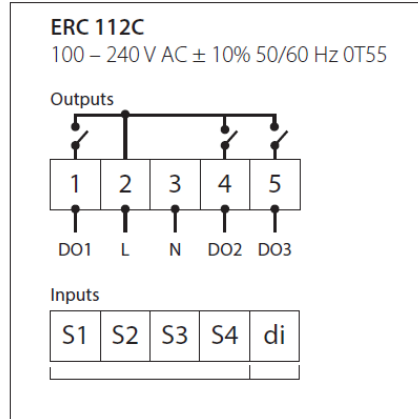 ERC 112C
100 – 240 V AC ± 10% 50/60 Hz 0T55
Outputs
1 2 3 4 5
DO1 L N DO2 DO3
Inputs
S1 S2 S3 S4 di